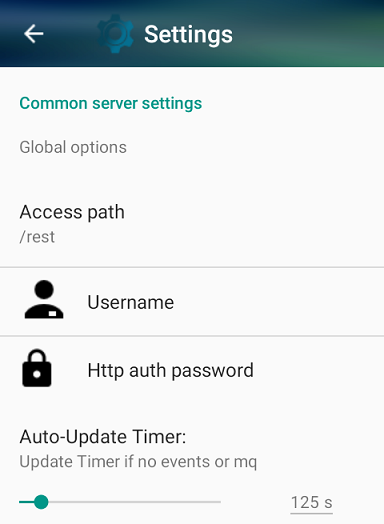 Settings
Common server settings
Global options
Access path
/rest
Username
Http auth password
Auto-Update Timer:
Update Timer if no events or mq
125 s